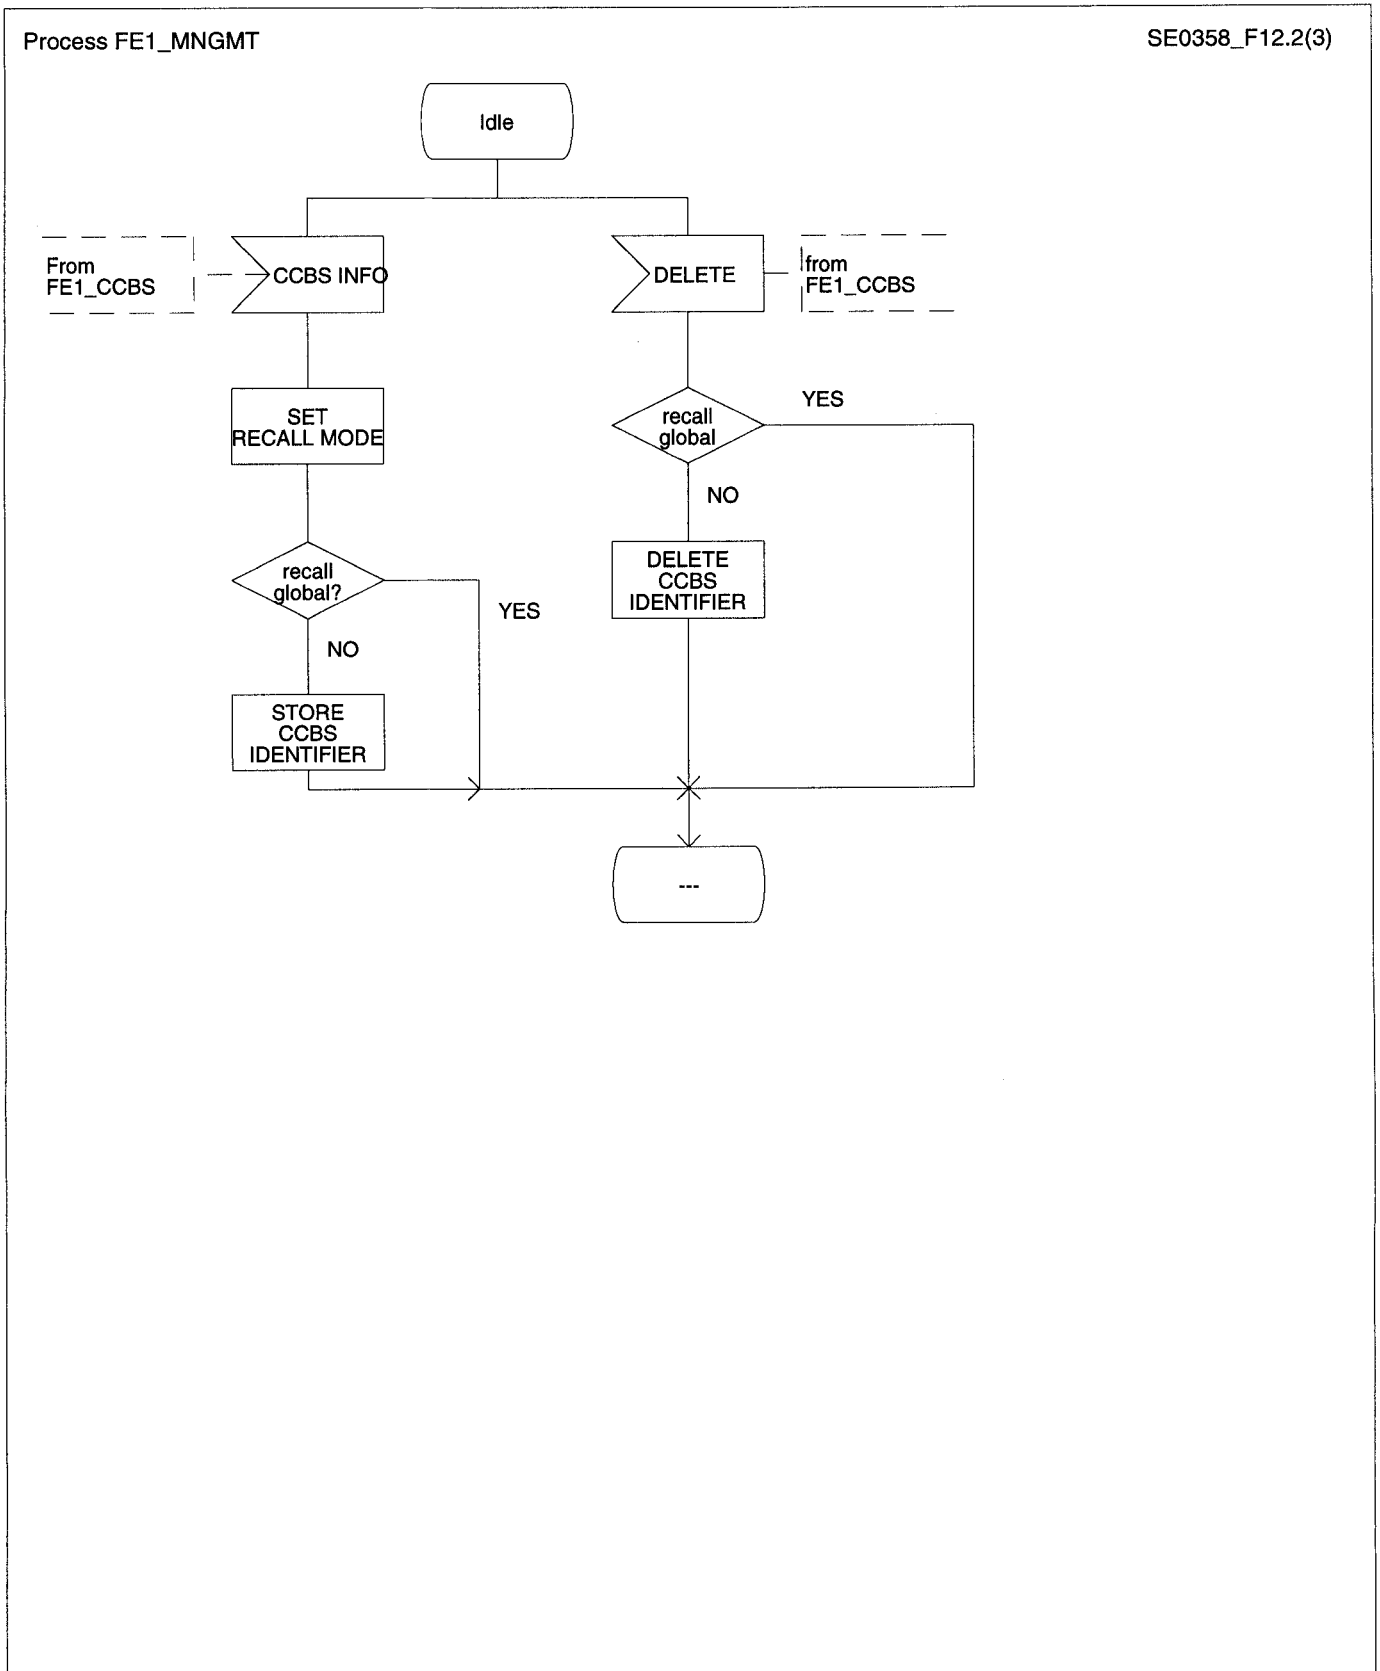 Process FE1_MNGMT
SE0358_F12.2(3)
Idle
From
FE1_CCBS
CCBS INFO
DELETE
from
FE1_CCBS
SET
RECALL MODE
recall
global
YES
NO
recall
global?
YES
NO
DELETE
CCBS
IDENTIFIER
STORE
CCBS
IDENTIFIER
---